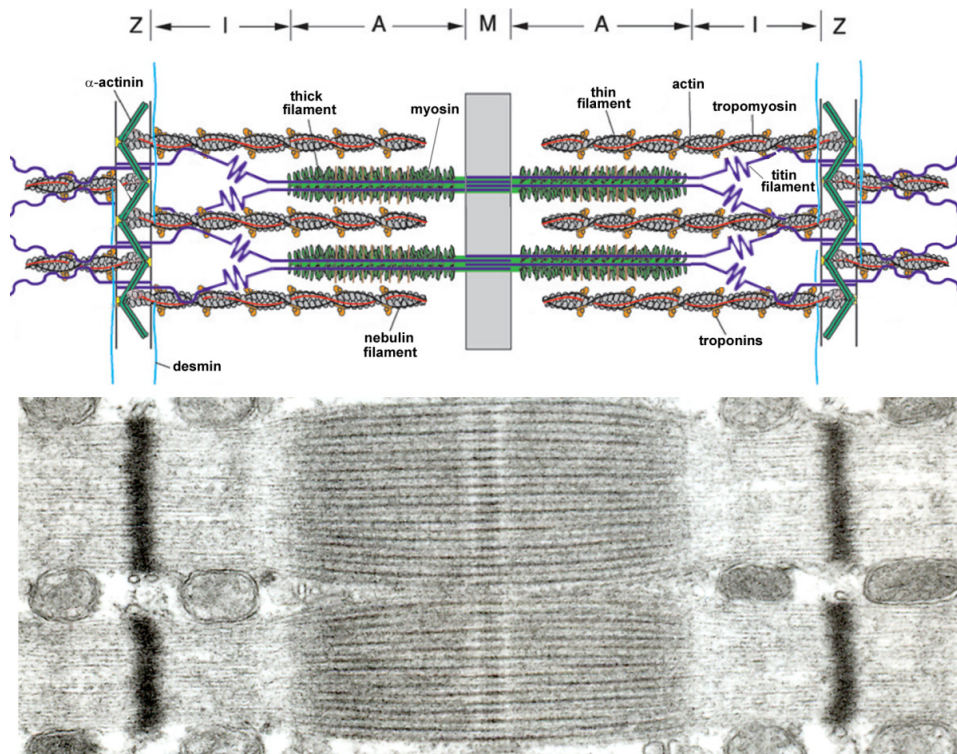 Z I A M A I Z
α-actinin
thick
filament
myosin
thin
filament
actin
tropomyosin
titin
filament
nebulin
filament
troponins
desmin